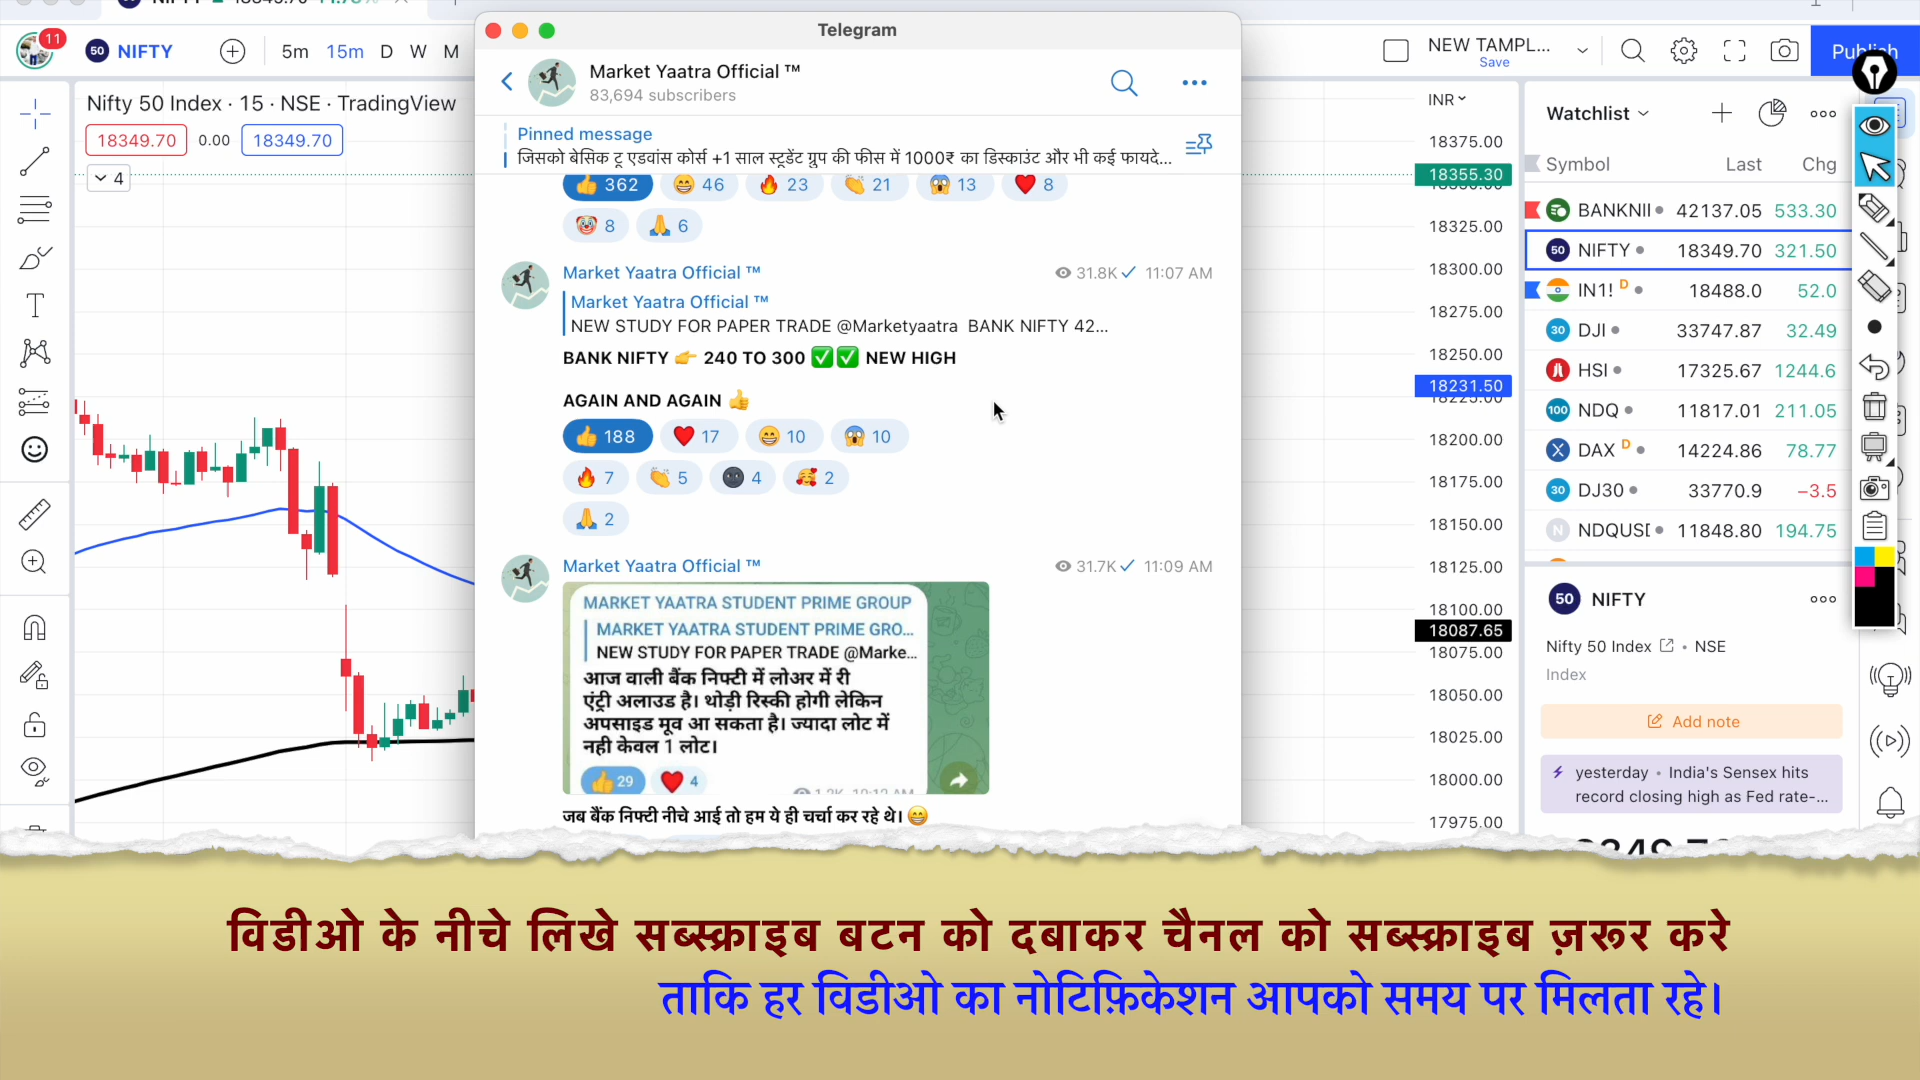 11
50 NIFTY
5m 15m D W M
Telegram
NEW TAMPL...
Save
Market Yaatra Official ™
83,694 subscribers
Pinned message
जिसको बेसिक टू एडवांस कोर्स +1 साल स्टूडेंट ग्रुप की फीस में 1000₹ का डिस्काउंट और भी कई फायदे...
Nifty 50 Index · 15 · NSE · TradingView
18349.70 0.00 18349.70
4
👍 362 😁 46 🔥 23 👏 21 😱 13 ❤️ 8
🤡 8 🙏 6
Market Yaatra Official ™ 31.8K 11:07 AM
Market Yaatra Official ™
NEW STUDY FOR PAPER TRADE @Marketyaatra BANK NIFTY 42...
BANK NIFTY 👉 240 TO 300 ✅✅ NEW HIGH
AGAIN AND AGAIN 👍
👍 188 ❤️ 17 😁 10 😱 10
🔥 7 👏 5 🌚 4 🥰 2
🙏 2
Market Yaatra Official ™ 31.7K 11:09 AM
MARKET YAATRA STUDENT PRIME GROUP
MARKET YAATRA STUDENT PRIME GRO...
NEW STUDY FOR PAPER TRADE @Marke...
आज वाली बैंक निफ्टी में लोअर में री
एंट्री अलाउड है। थोड़ी रिस्की होगी लेकिन
अपसाइड मूव आ सकता है। ज्यादा लोट में
नही केवल 1 लोट।
👍 29 ❤️ 4
जब बैंक निफ्टी नीचे आई तो हम ये ही चर्चा कर रहे थे। 😁
INR
18375.00
18355.30
18325.00
18300.00
18275.00
18250.00
18231.50
18200.00
18175.00
18150.00
18125.00
18100.00
18087.65
18075.00
18050.00
18025.00
18000.00
17975.00
Watchlist
Symbol Last Chg
BANKNII 42137.05 533.30
50 NIFTY 18349.70 321.50
IN1! D 18488.0 52.0
30 DJI 33747.87 32.49
HSI 17325.67 1244.6
100 NDQ 11817.01 211.05
X DAX D 14224.86 78.77
30 DJ30 33770.9 −3.5
N NDQUSI 11848.80 194.75
50 NIFTY
Nifty 50 Index • NSE
Index
Add note
yesterday • India's Sensex hits
record closing high as Fed rate-...
विडीओ के नीचे लिखे सब्स्क्राइब बटन को दबाकर चैनल को सब्स्क्राइब ज़रूर करे
ताकि हर विडीओ का नोटिफ़िकेशन आपको समय पर मिलता रहे।